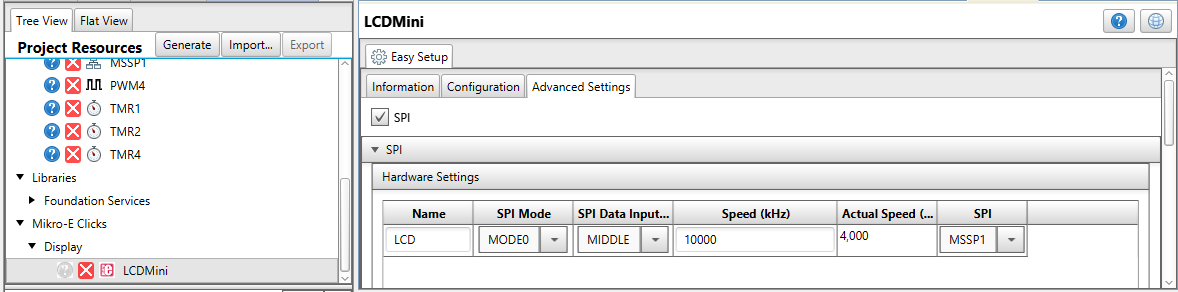 Tree View Flat View
Project Resources Generate Import... Export
MSSP1
PWM4
TMR1
TMR2
TMR4
Libraries
Foundation Services
Mikro-E Clicks
Display
LCDMini
LCDMini
Easy Setup
Information Configuration Advanced Settings
SPI
SPI
Hardware Settings
Name SPI Mode SPI Data Input... Speed (kHz) Actual Speed (... SPI
LCD MODE0 MIDDLE 10000 4,000 MSSP1